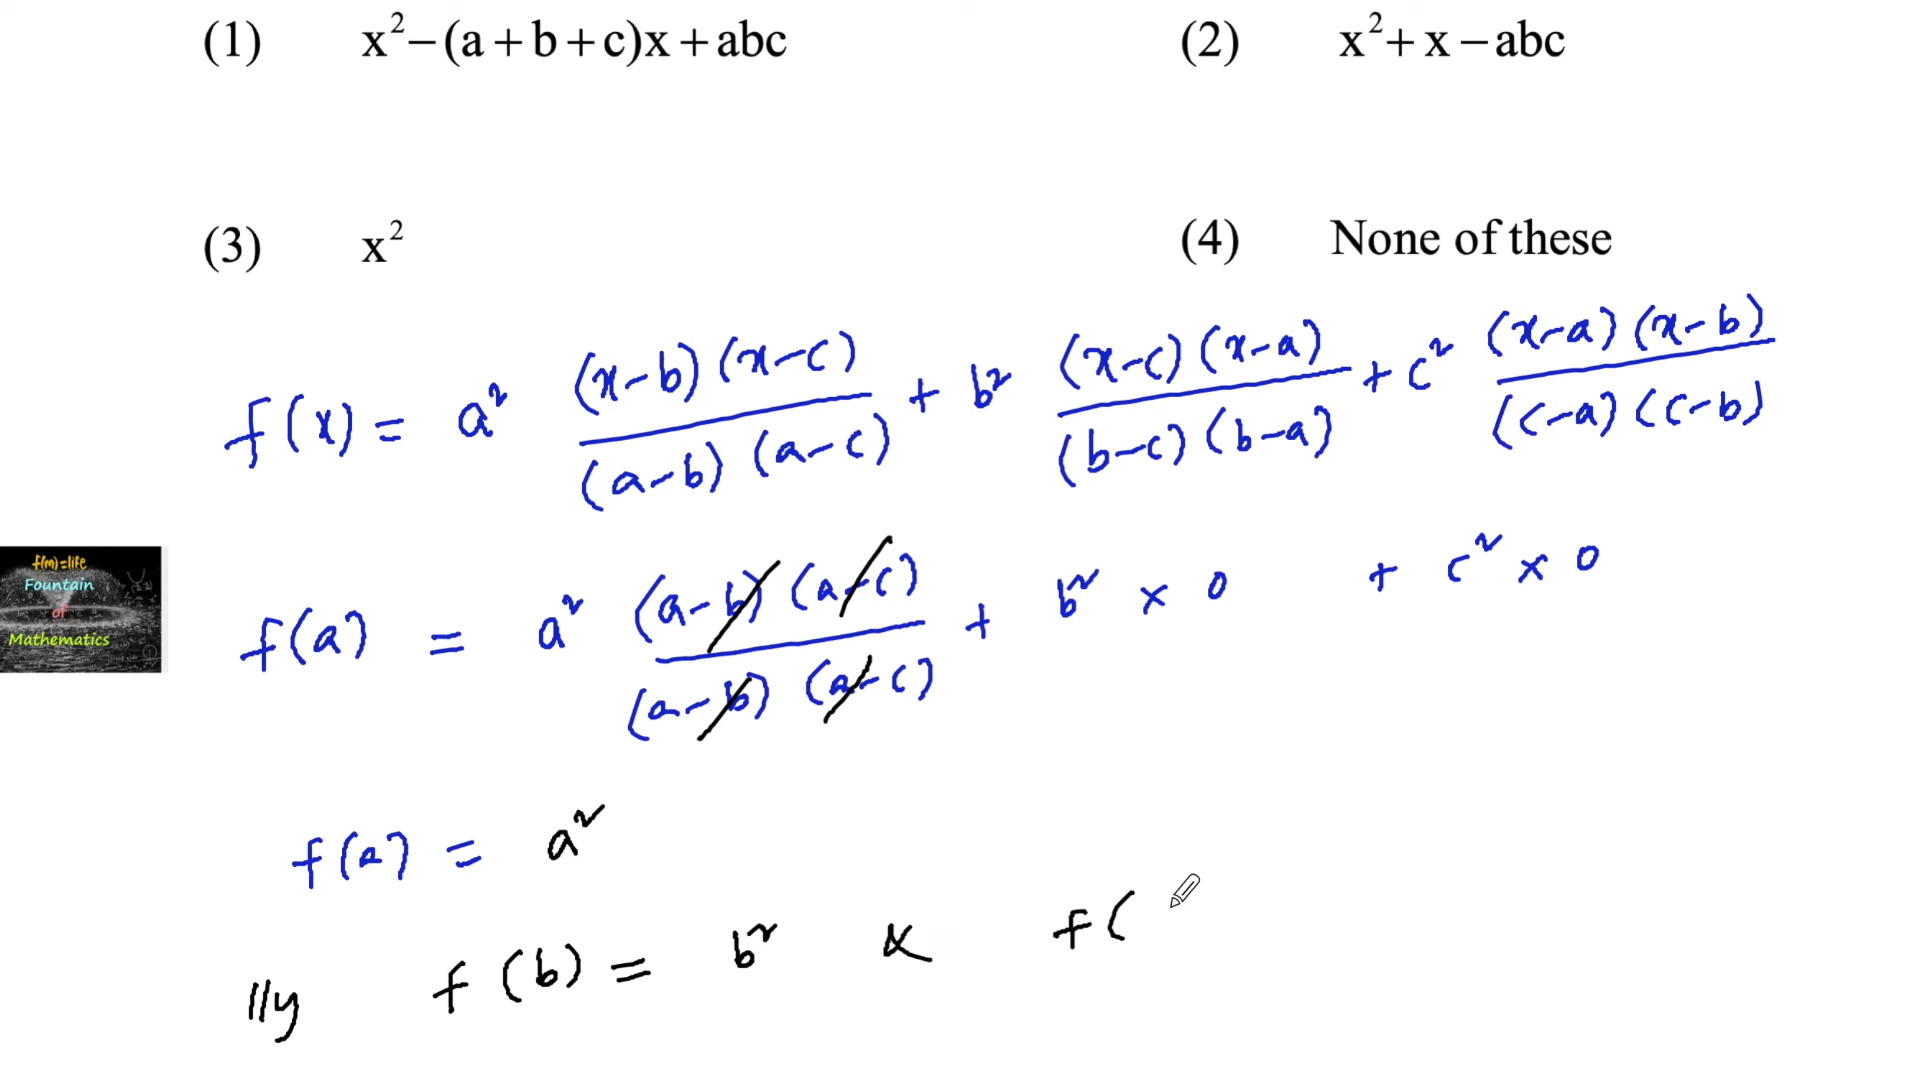 (1) x²−(a+b+c)x+abc (2) x²+x−abc
(3) x² (4) None of these
f(x) = a² (x-b)(x-c)/(a-b)(a-c) + b² (x-c)(x-a)/(b-c)(b-a) + c² (x-a)(x-b)/(c-a)(c-b)
f(m)=life
Fountain
of
Mathematics
f(a) = a² (a-b)(a-c)/(a-b)(a-c) + b² × 0 + c² × 0
f(a) = a²
lly f(b) = b² & f(